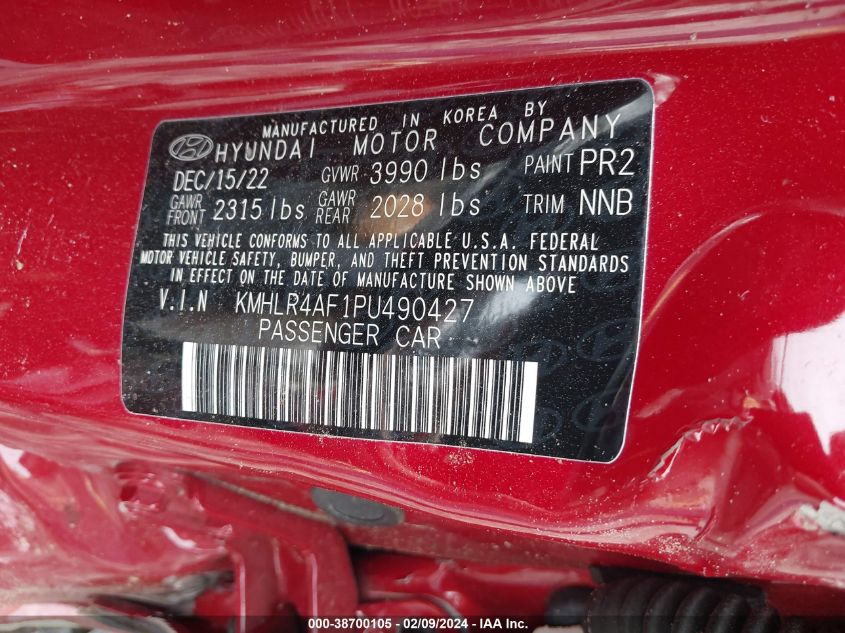 MANUFACTURED IN KOREA BY
HYUNDAI MOTOR COMPANY
DEC/15/22 GVWR 3990 lbs PAINT PR2
GAWR FRONT 2315 lbs GAWR REAR 2028 lbs TRIM NNB
THIS VEHICLE CONFORMS TO ALL APPLICABLE U.S.A. FEDERAL
MOTOR VEHICLE SAFETY, BUMPER, AND THEFT PREVENTION STANDARDS
IN EFFECT ON THE DATE OF MANUFACTURE SHOWN ABOVE
V.I.N KMHLR4AF1PU490427
PASSENGER CAR
000-38700105 - 02/09/2024 - IAA Inc.